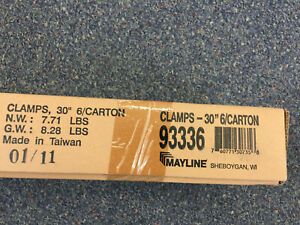 CLAMPS, 30" 6/CARTON
N.W.: 7.71 LBS
G.W.: 8.28 LBS
Made in Taiwan
01/11
CLAMPS-30" 6/CARTON
93336
MAYLINE
SHEBOYGAN, WI